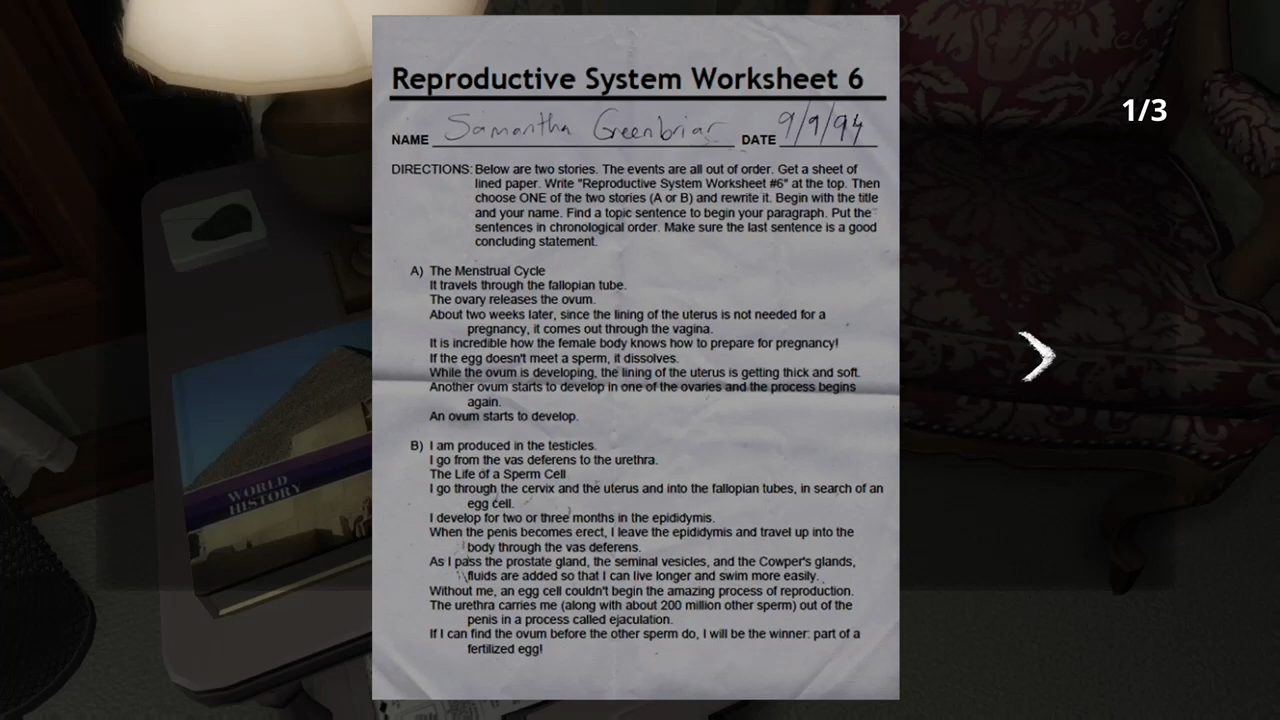 1/3
Reproductive System Worksheet 6
NAME Samantha Greenbriar DATE 9/9/94
DIRECTIONS: Below are two stories. The events are all out of order. Get a sheet of
lined paper. Write "Reproductive System Worksheet #6" at the top. Then
choose ONE of the two stories (A or B) and rewrite it. Begin with the title
and your name. Find a topic sentence to begin your paragraph. Put the
sentences in chronological order. Make sure the last sentence is a good
concluding statement.
A) The Menstrual Cycle
It travels through the fallopian tube.
The ovary releases the ovum.
About two weeks later, since the lining of the uterus is not needed for a
pregnancy, it comes out through the vagina.
It is incredible how the female body knows how to prepare for pregnancy!
If the egg doesn't meet a sperm, it dissolves.
While the ovum is developing, the lining of the uterus is getting thick and soft.
Another ovum starts to develop in one of the ovaries and the process begins
again.
An ovum starts to develop.
B) I am produced in the testicles.
I go from the vas deferens to the urethra.
The Life of a Sperm Cell
I go through the cervix and the uterus and into the fallopian tubes, in search of an
egg cell.
I develop for two or three months in the epididymis.
When the penis becomes erect, I leave the epididymis and travel up into the
body through the vas deferens.
As I pass the prostate gland, the seminal vesicles, and the Cowper's glands,
fluids are added so that I can live longer and swim more easily.
Without me, an egg cell couldn't begin the amazing process of reproduction.
The urethra carries me (along with about 200 million other sperm) out of the
penis in a process called ejaculation.
If I can find the ovum before the other sperm do, I will be the winner: part of a
fertilized egg!
WORLD
HISTORY